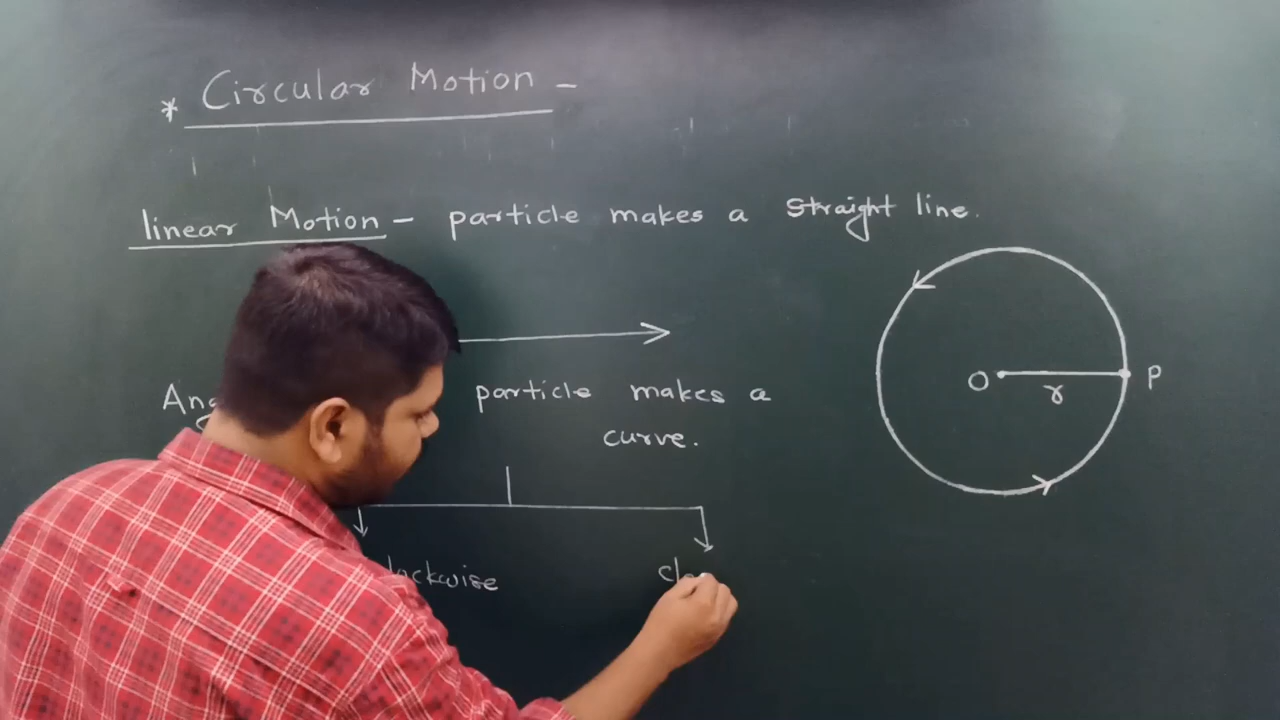 * Circular Motion -
linear Motion - particle makes a straight line.
particle makes a
curve.
O r P